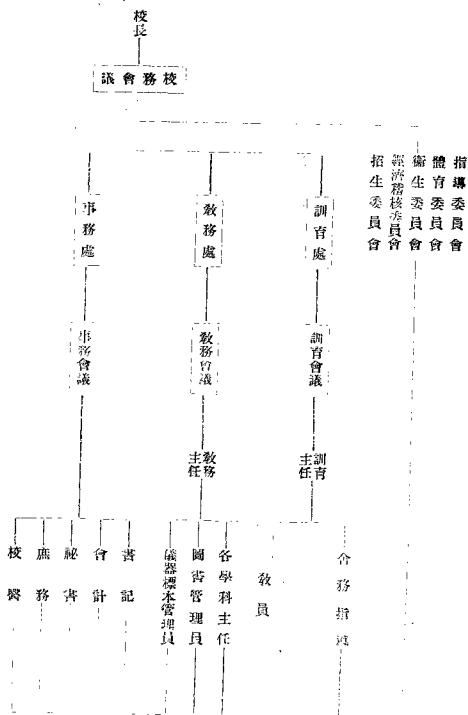 校長
校務會議
指導委員會
體育委員會
衞生委員會
經濟稽核委員會
招生委員會
訓育處
教務處
事務處
訓育會議
教務會議
事務會議
訓育主任
教務主任
會務指導
教員
各學科主任
圖書管理員
儀器標本管理員
書記
會計
祕書
庶務
校醫